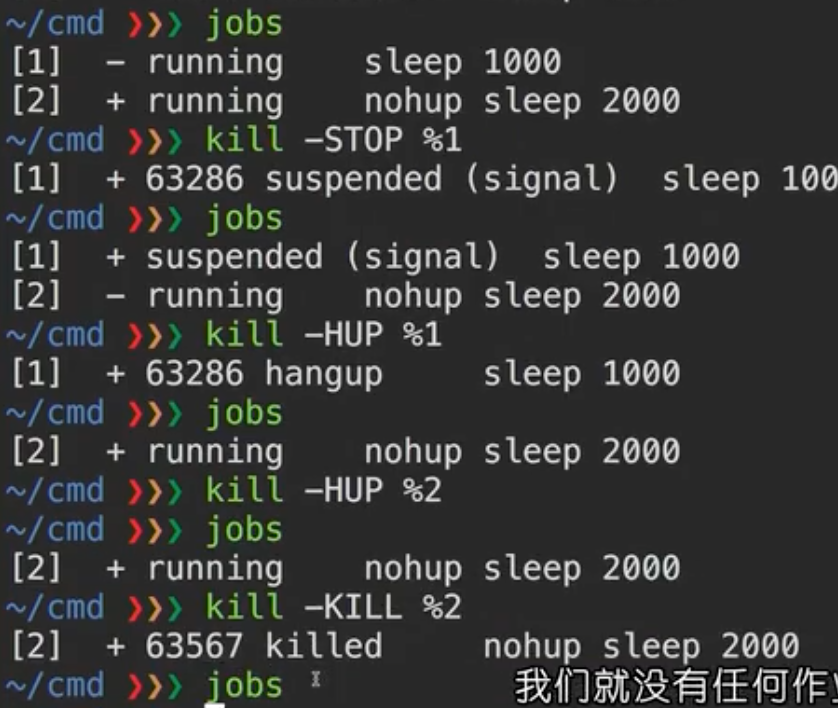 ~/cmd ❯❯❯ jobs
[1]  - running    sleep 1000
[2]  + running    nohup sleep 2000
~/cmd ❯❯❯ kill -STOP %1
[1]  + 63286 suspended (signal)  sleep 100
~/cmd ❯❯❯ jobs
[1]  + suspended (signal)  sleep 1000
[2]  - running    nohup sleep 2000
~/cmd ❯❯❯ kill -HUP %1
[1]  + 63286 hangup     sleep 1000
~/cmd ❯❯❯ jobs
[2]  + running    nohup sleep 2000
~/cmd ❯❯❯ kill -HUP %2
~/cmd ❯❯❯ jobs
[2]  + running    nohup sleep 2000
~/cmd ❯❯❯ kill -KILL %2
[2]  + 63567 killed     nohup sleep 2000
~/cmd ❯❯❯ jobs
我们就没有任何作